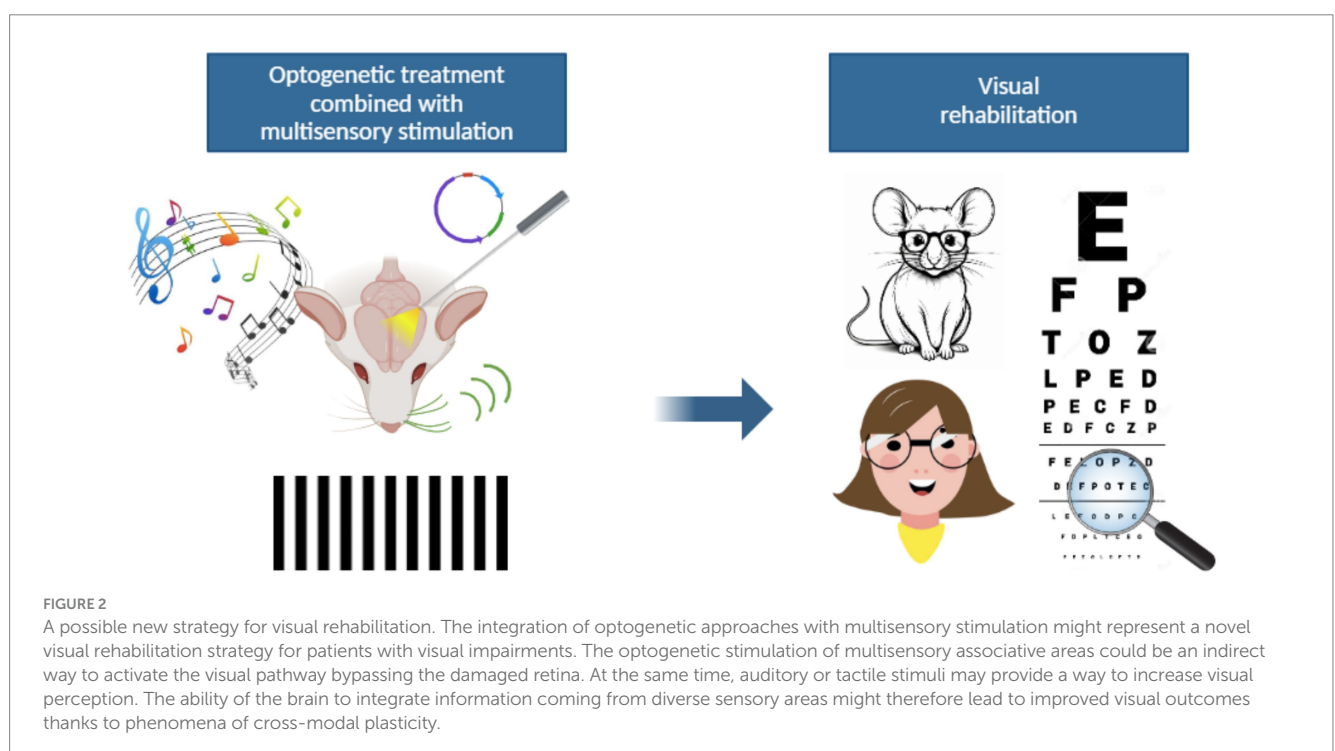 Optogenetic treatment
combined with
multisensory stimulation
Visual
rehabilitation
E
F P
T O Z
L P E D
P E C F D
E D F C Z P
F E L O P Z D
D E F P O T E C
FIGURE 2
A possible new strategy for visual rehabilitation. The integration of optogenetic approaches with multisensory stimulation might represent a novel
visual rehabilitation strategy for patients with visual impairments. The optogenetic stimulation of multisensory associative areas could be an indirect
way to activate the visual pathway bypassing the damaged retina. At the same time, auditory or tactile stimuli may provide a way to increase visual
perception. The ability of the brain to integrate information coming from diverse sensory areas might therefore lead to improved visual outcomes
thanks to phenomena of cross-modal plasticity.